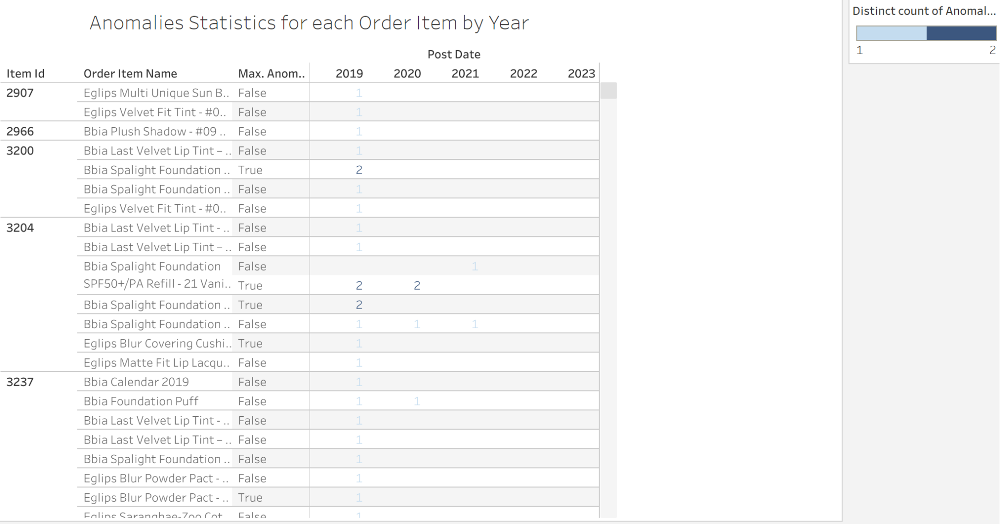 Anomalies Statistics for each Order Item by Year
Distinct count of Anomal...
1 2
Post Date
Item Id Order Item Name Max. Anom.. 2019 2020 2021 2022 2023
2907 Eglips Multi Unique Sun B.. False 1
Eglips Velvet Fit Tint - #0.. False 1
2966 Bbia Plush Shadow - #09 .. False 1
3200 Bbia Last Velvet Lip Tint – .. False 1
Bbia Spalight Foundation .. True 2
Bbia Spalight Foundation .. False 1
Eglips Velvet Fit Tint - #0.. False 1
3204 Bbia Last Velvet Lip Tint - .. False 1
Bbia Last Velvet Lip Tint – .. False 1
Bbia Spalight Foundation False 1
SPF50+/PA Refill - 21 Vani.. True 2 2
Bbia Spalight Foundation .. True 2
Bbia Spalight Foundation .. False 1 1 1
Eglips Blur Covering Cushi.. True 1
Eglips Matte Fit Lip Lacqu.. False 1
3237 Bbia Calendar 2019 False 1
Bbia Foundation Puff False 1 1
Bbia Last Velvet Lip Tint - .. False 1
Bbia Last Velvet Lip Tint – .. False 1
Bbia Spalight Foundation .. False 1
Eglips Blur Powder Pact - .. False 1
Eglips Blur Powder Pact - .. True 1
Eglips Saranghae-Zoo Cot False 1